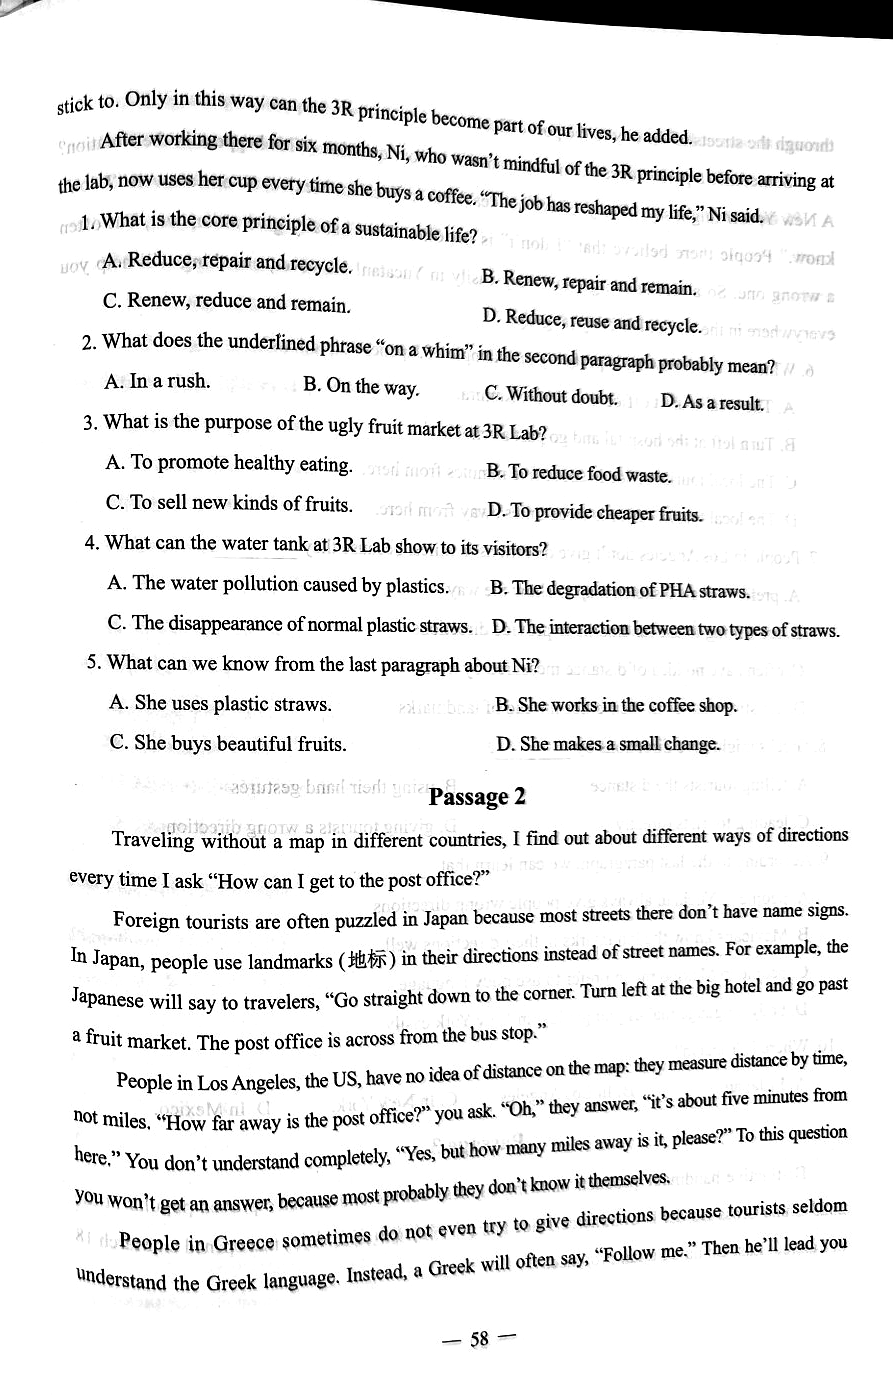 stick to. Only in this way can the 3R principle become part of our lives, he added.
After working there for six months, Ni, who wasn't mindful of the 3R principle before arriving at
the lab, now uses her cup every time she buys a coffee. "The job has reshaped my life," Ni said.
1. What is the core principle of a sustainable life?
A. Reduce, repair and recycle. B. Renew, repair and remain.
C. Renew, reduce and remain. D. Reduce, reuse and recycle.
2. What does the underlined phrase "on a whim" in the second paragraph probably mean?
A. In a rush. B. On the way. C. Without doubt. D. As a result.
3. What is the purpose of the ugly fruit market at 3R Lab?
A. To promote healthy eating. B. To reduce food waste.
C. To sell new kinds of fruits. D. To provide cheaper fruits.
4. What can the water tank at 3R Lab show to its visitors?
A. The water pollution caused by plastics. B. The degradation of PHA straws.
C. The disappearance of normal plastic straws. D. The interaction between two types of straws.
5. What can we know from the last paragraph about Ni?
A. She uses plastic straws. B. She works in the coffee shop.
C. She buys beautiful fruits. D. She makes a small change.
Passage 2
Traveling without a map in different countries, I find out about different ways of directions
every time I ask "How can I get to the post office?"
Foreign tourists are often puzzled in Japan because most streets there don't have name signs.
In Japan, people use landmarks (地标) in their directions instead of street names. For example, the
Japanese will say to travelers, "Go straight down to the corner. Turn left at the big hotel and go past
a fruit market. The post office is across from the bus stop."
People in Los Angeles, the US, have no idea of distance on the map: they measure distance by time,
not miles. "How far away is the post office?" you ask. "Oh," they answer, "it's about five minutes from
here." You don't understand completely, "Yes, but how many miles away is it, please?" To this question
you won't get an answer, because most probably they don't know it themselves.
People in Greece sometimes do not even try to give directions because tourists seldom
understand the Greek language. Instead, a Greek will often say, "Follow me." Then he'll lead you
— 58 —